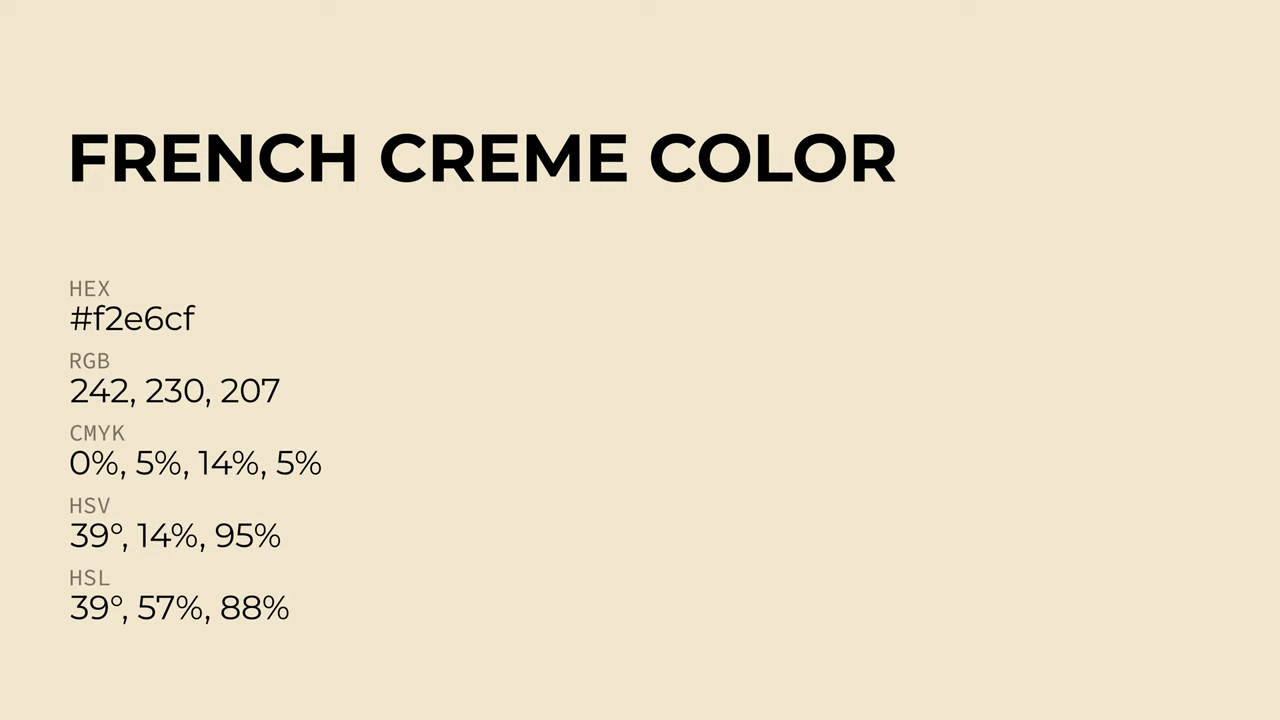 FRENCH CREME COLOR
HEX
#f2e6cf
RGB
242, 230, 207
CMYK
0%, 5%, 14%, 5%
HSV
39°, 14%, 95%
HSL
39°, 57%, 88%